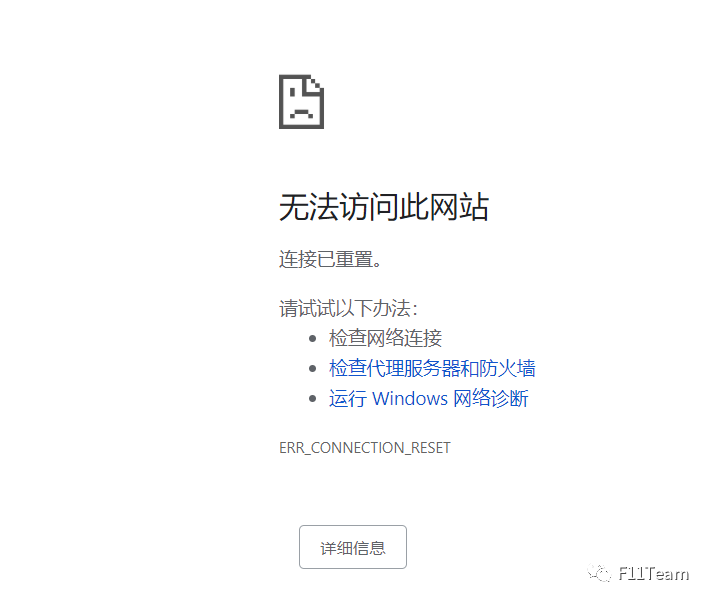 无法访问此网站
连接已重置。
请试试以下办法：
检查网络连接
检查代理服务器和防火墙
运行 Windows 网络诊断
ERR_CONNECTION_RESET
详细信息
F11Team